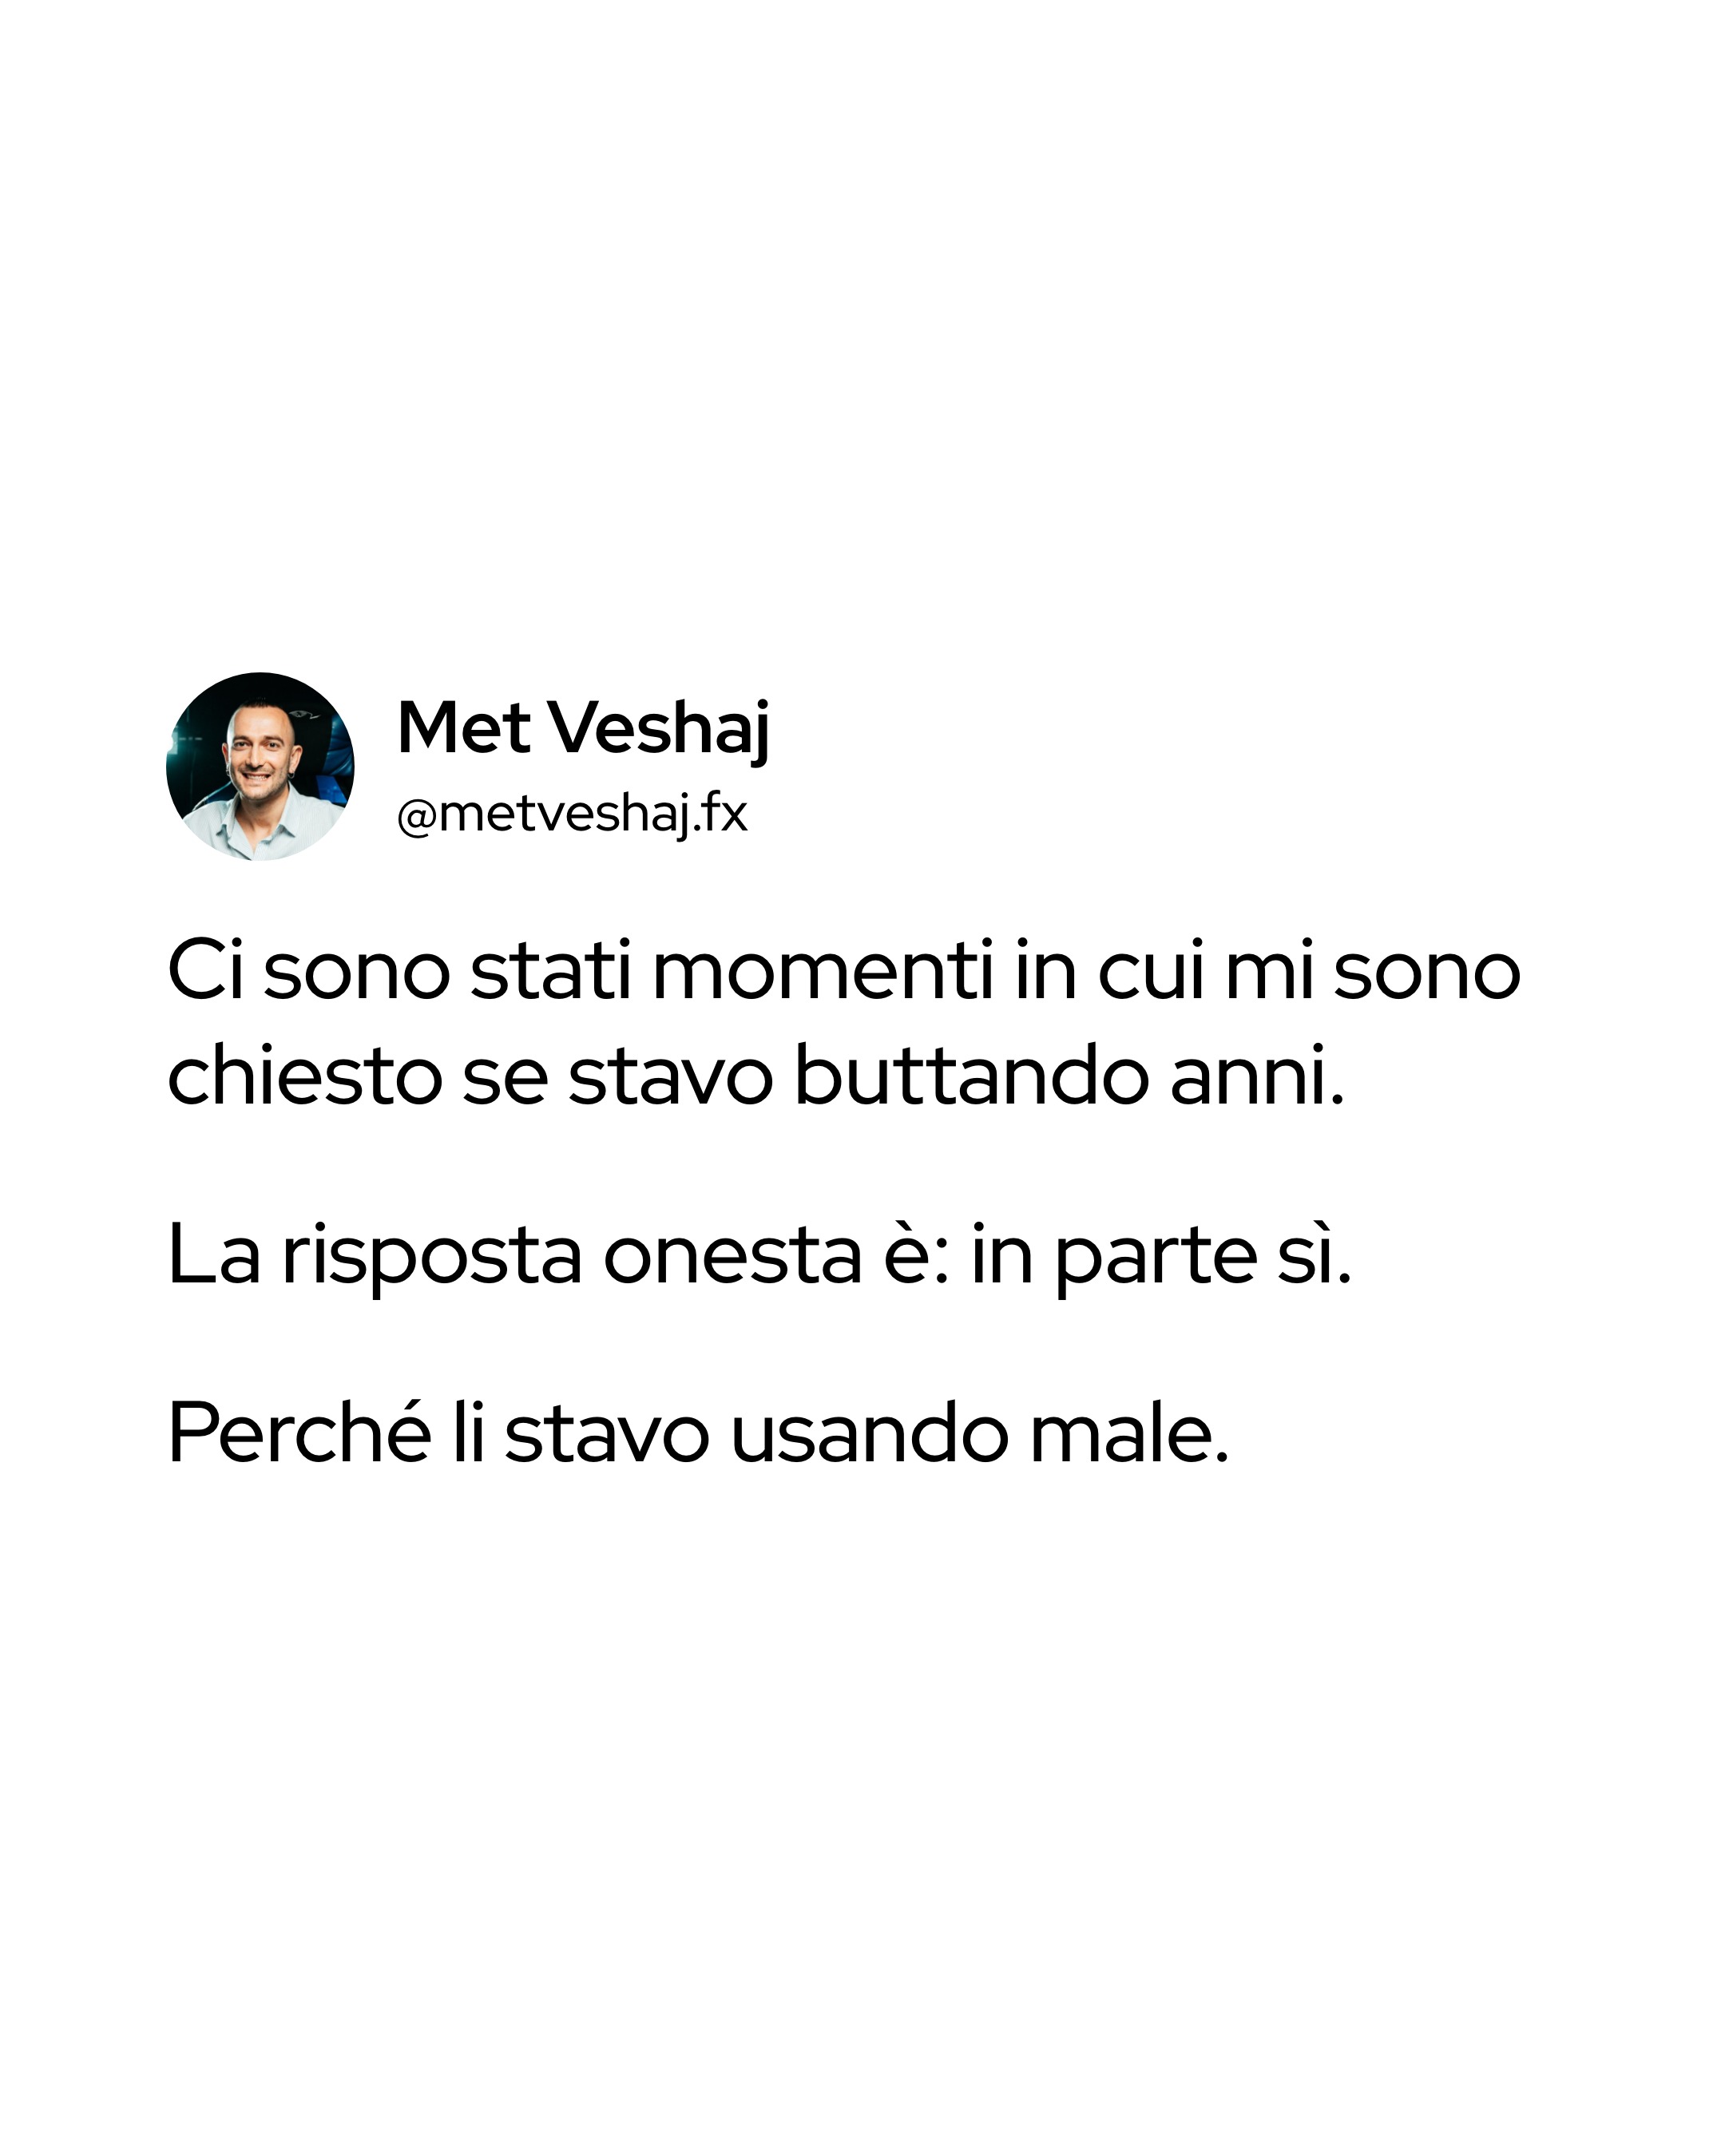 Met Veshaj
@metveshaj.fx
Ci sono stati momenti in cui mi sono
chiesto se stavo buttando anni.
La risposta onesta è: in parte sì.
Perché li stavo usando male.